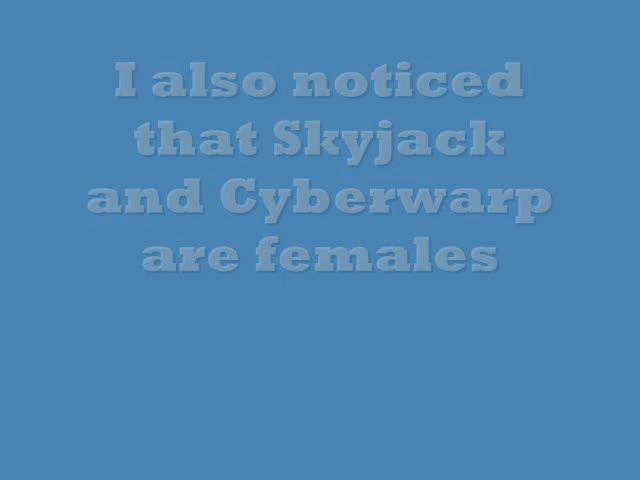 I also noticed
that Skyjack
and Cyberwarp
are females